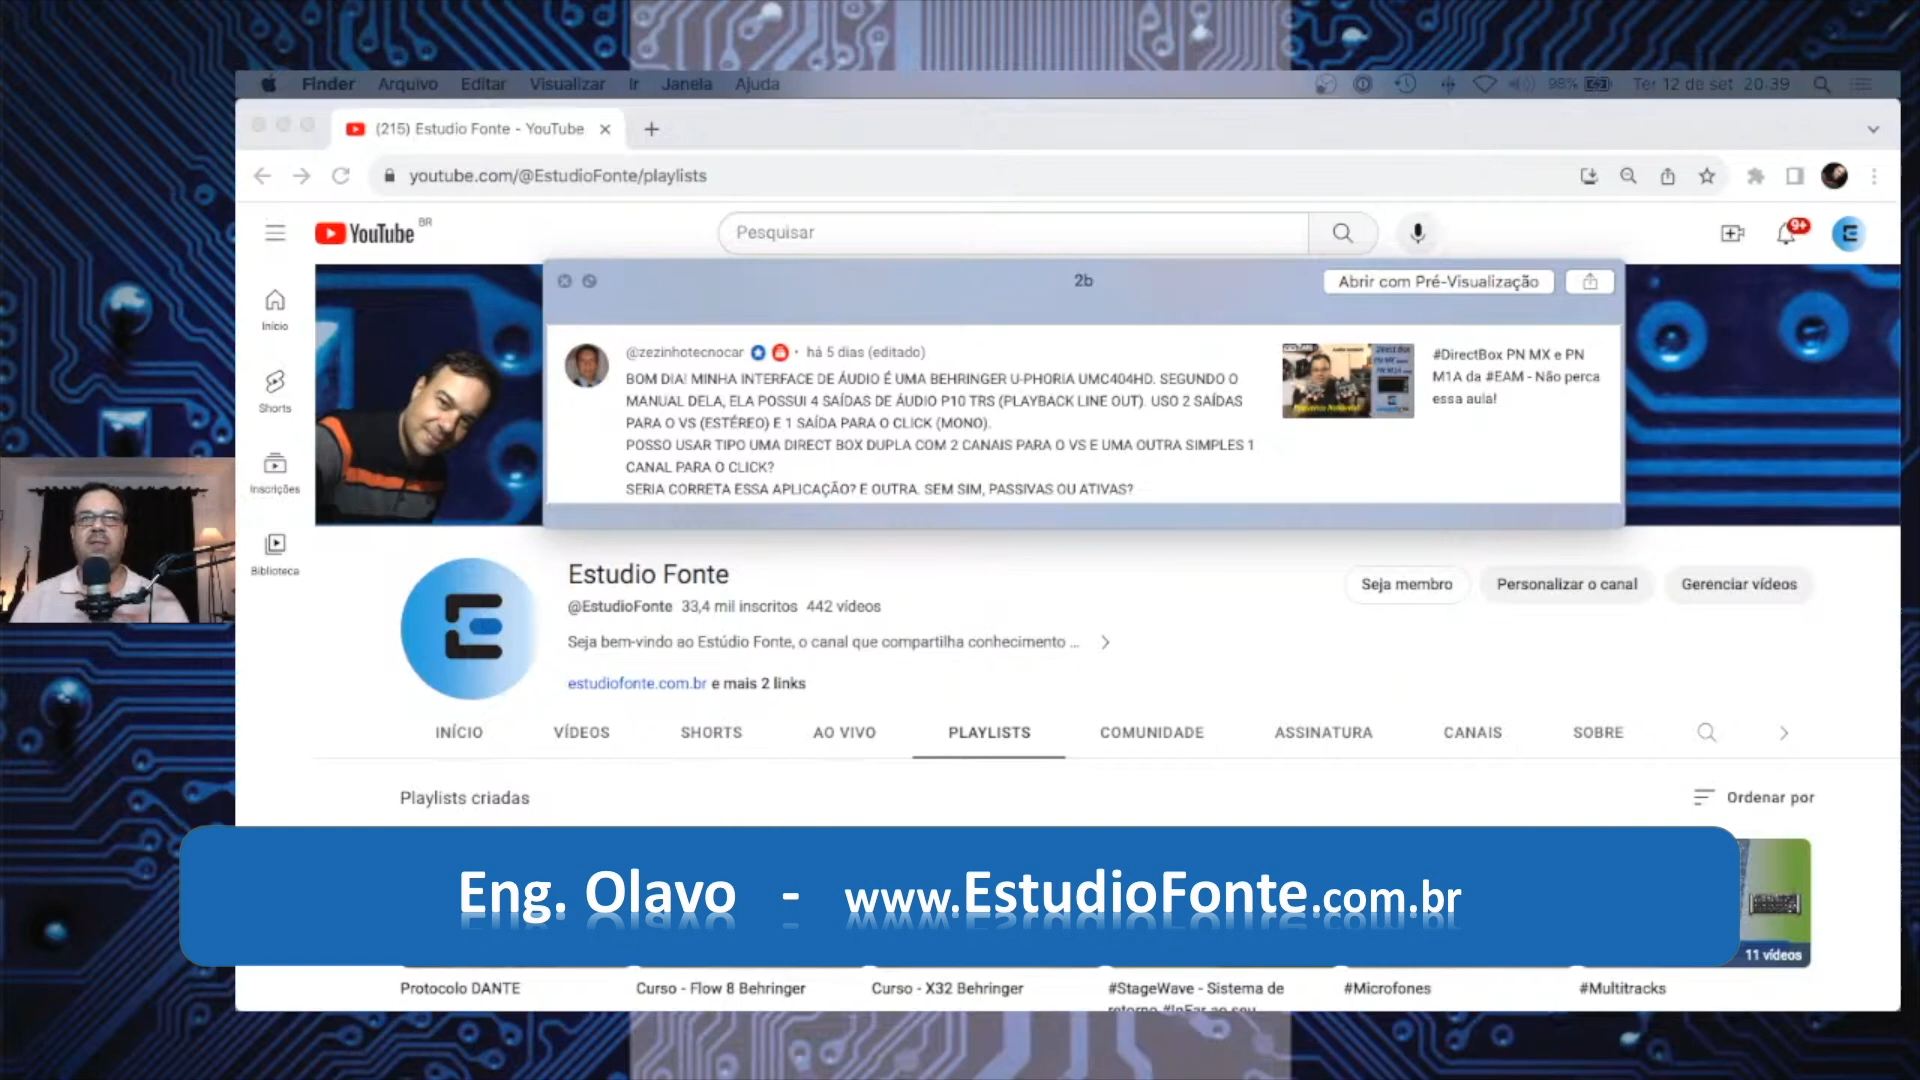 Finder Arquivo Editar Visualizar Ir Janela Ajuda
98% Ter 12 de set 20:39
(215) Estudio Fonte - YouTube
youtube.com/@EstudioFonte/playlists
YouTube BR
Pesquisar
9+
2b
Abrir com Pré-Visualização
@zezinhotecnocar • há 5 dias (editado)
BOM DIA! MINHA INTERFACE DE ÁUDIO É UMA BEHRINGER U-PHORIA UMC404HD. SEGUNDO O
MANUAL DELA, ELA POSSUI 4 SAÍDAS DE ÁUDIO P10 TRS (PLAYBACK LINE OUT). USO 2 SAÍDAS
PARA O VS (ESTÉREO) E 1 SAÍDA PARA O CLICK (MONO).
POSSO USAR TIPO UMA DIRECT BOX DUPLA COM 2 CANAIS PARA O VS E UMA OUTRA SIMPLES 1
CANAL PARA O CLICK?
SERIA CORRETA ESSA APLICAÇÃO? E OUTRA. SEM SIM, PASSIVAS OU ATIVAS?
#DirectBox PN MX e PN
M1A da #EAM - Não perca
essa aula!
Início
Shorts
Inscrições
Biblioteca
Estudio Fonte
@EstudioFonte 33,4 mil inscritos 442 vídeos
Seja bem-vindo ao Estúdio Fonte, o canal que compartilha conhecimento ...
estudiofonte.com.br e mais 2 links
Seja membro
Personalizar o canal
Gerenciar vídeos
INÍCIO VÍDEOS SHORTS AO VIVO PLAYLISTS COMUNIDADE ASSINATURA CANAIS SOBRE
Playlists criadas
Ordenar por
Eng. Olavo - www.EstudioFonte.com.br
11 vídeos
Protocolo DANTE
Curso - Flow 8 Behringer
Curso - X32 Behringer
#StageWave - Sistema de
retorno #InEar ao seu
#Microfones
#Multitracks